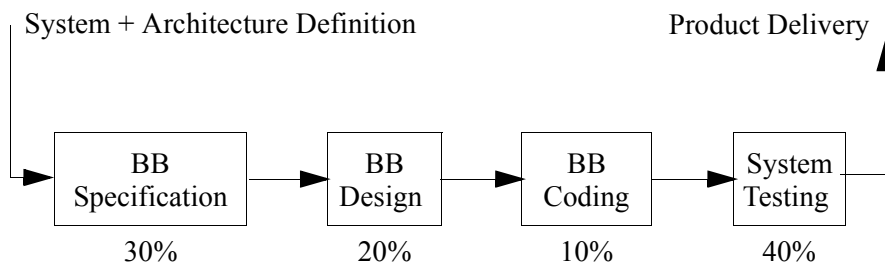 System + Architecture Definition
Product Delivery
BB
Specification
BB
Design
BB
Coding
System
Testing
30%
20%
10%
40%